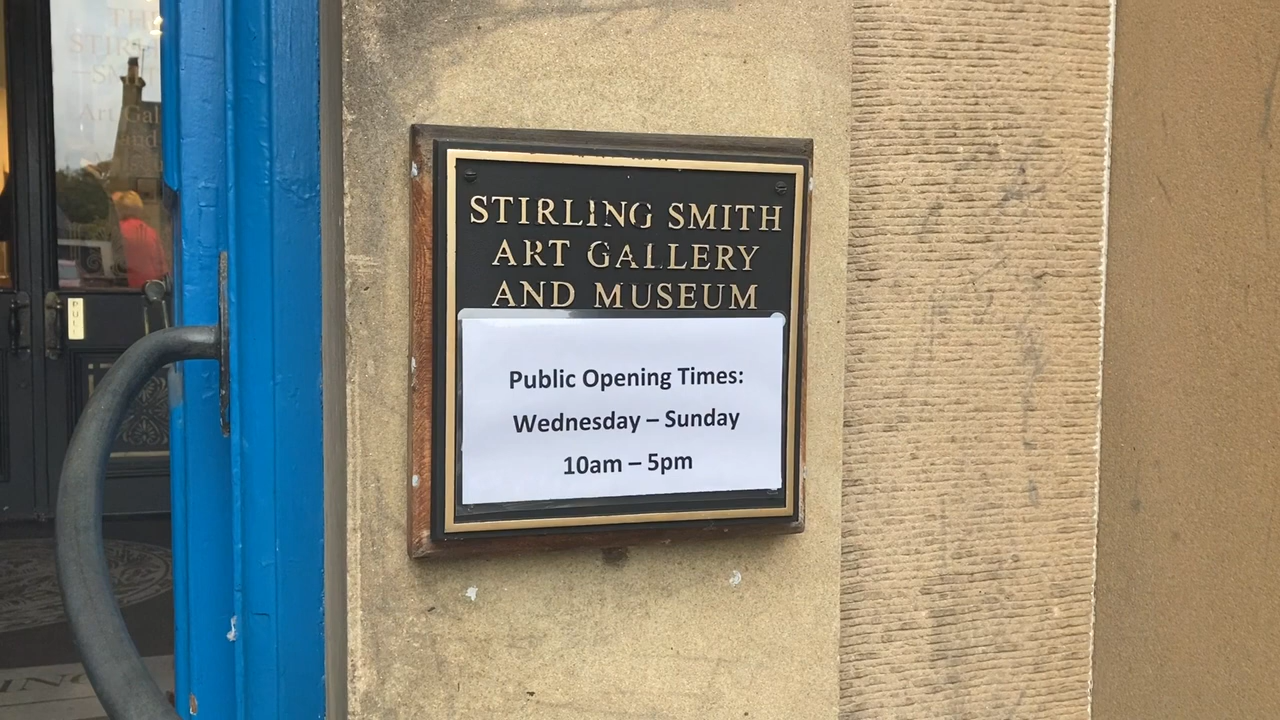 STIRLING SMITH
ART GALLERY
AND MUSEUM
Public Opening Times:
Wednesday – Sunday
10am – 5pm
PULL